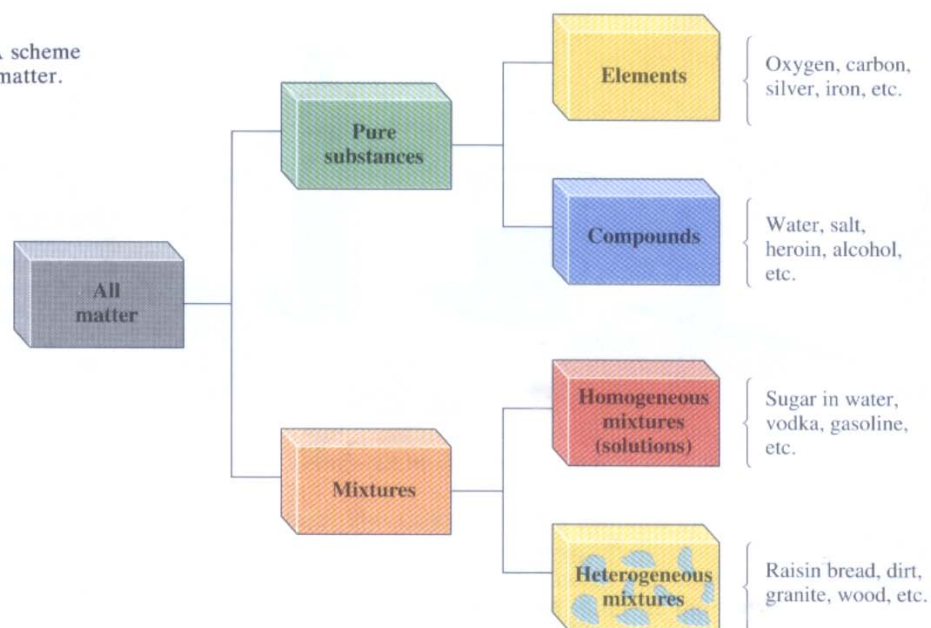 A scheme
matter.
Elements
Oxygen, carbon,
silver, iron, etc.
Pure
substances
Compounds
Water, salt,
heroin, alcohol,
etc.
All
matter
Homogeneous
mixtures
(solutions)
Sugar in water,
vodka, gasoline,
etc.
Mixtures
Heterogeneous
mixtures
Raisin bread, dirt,
granite, wood, etc.